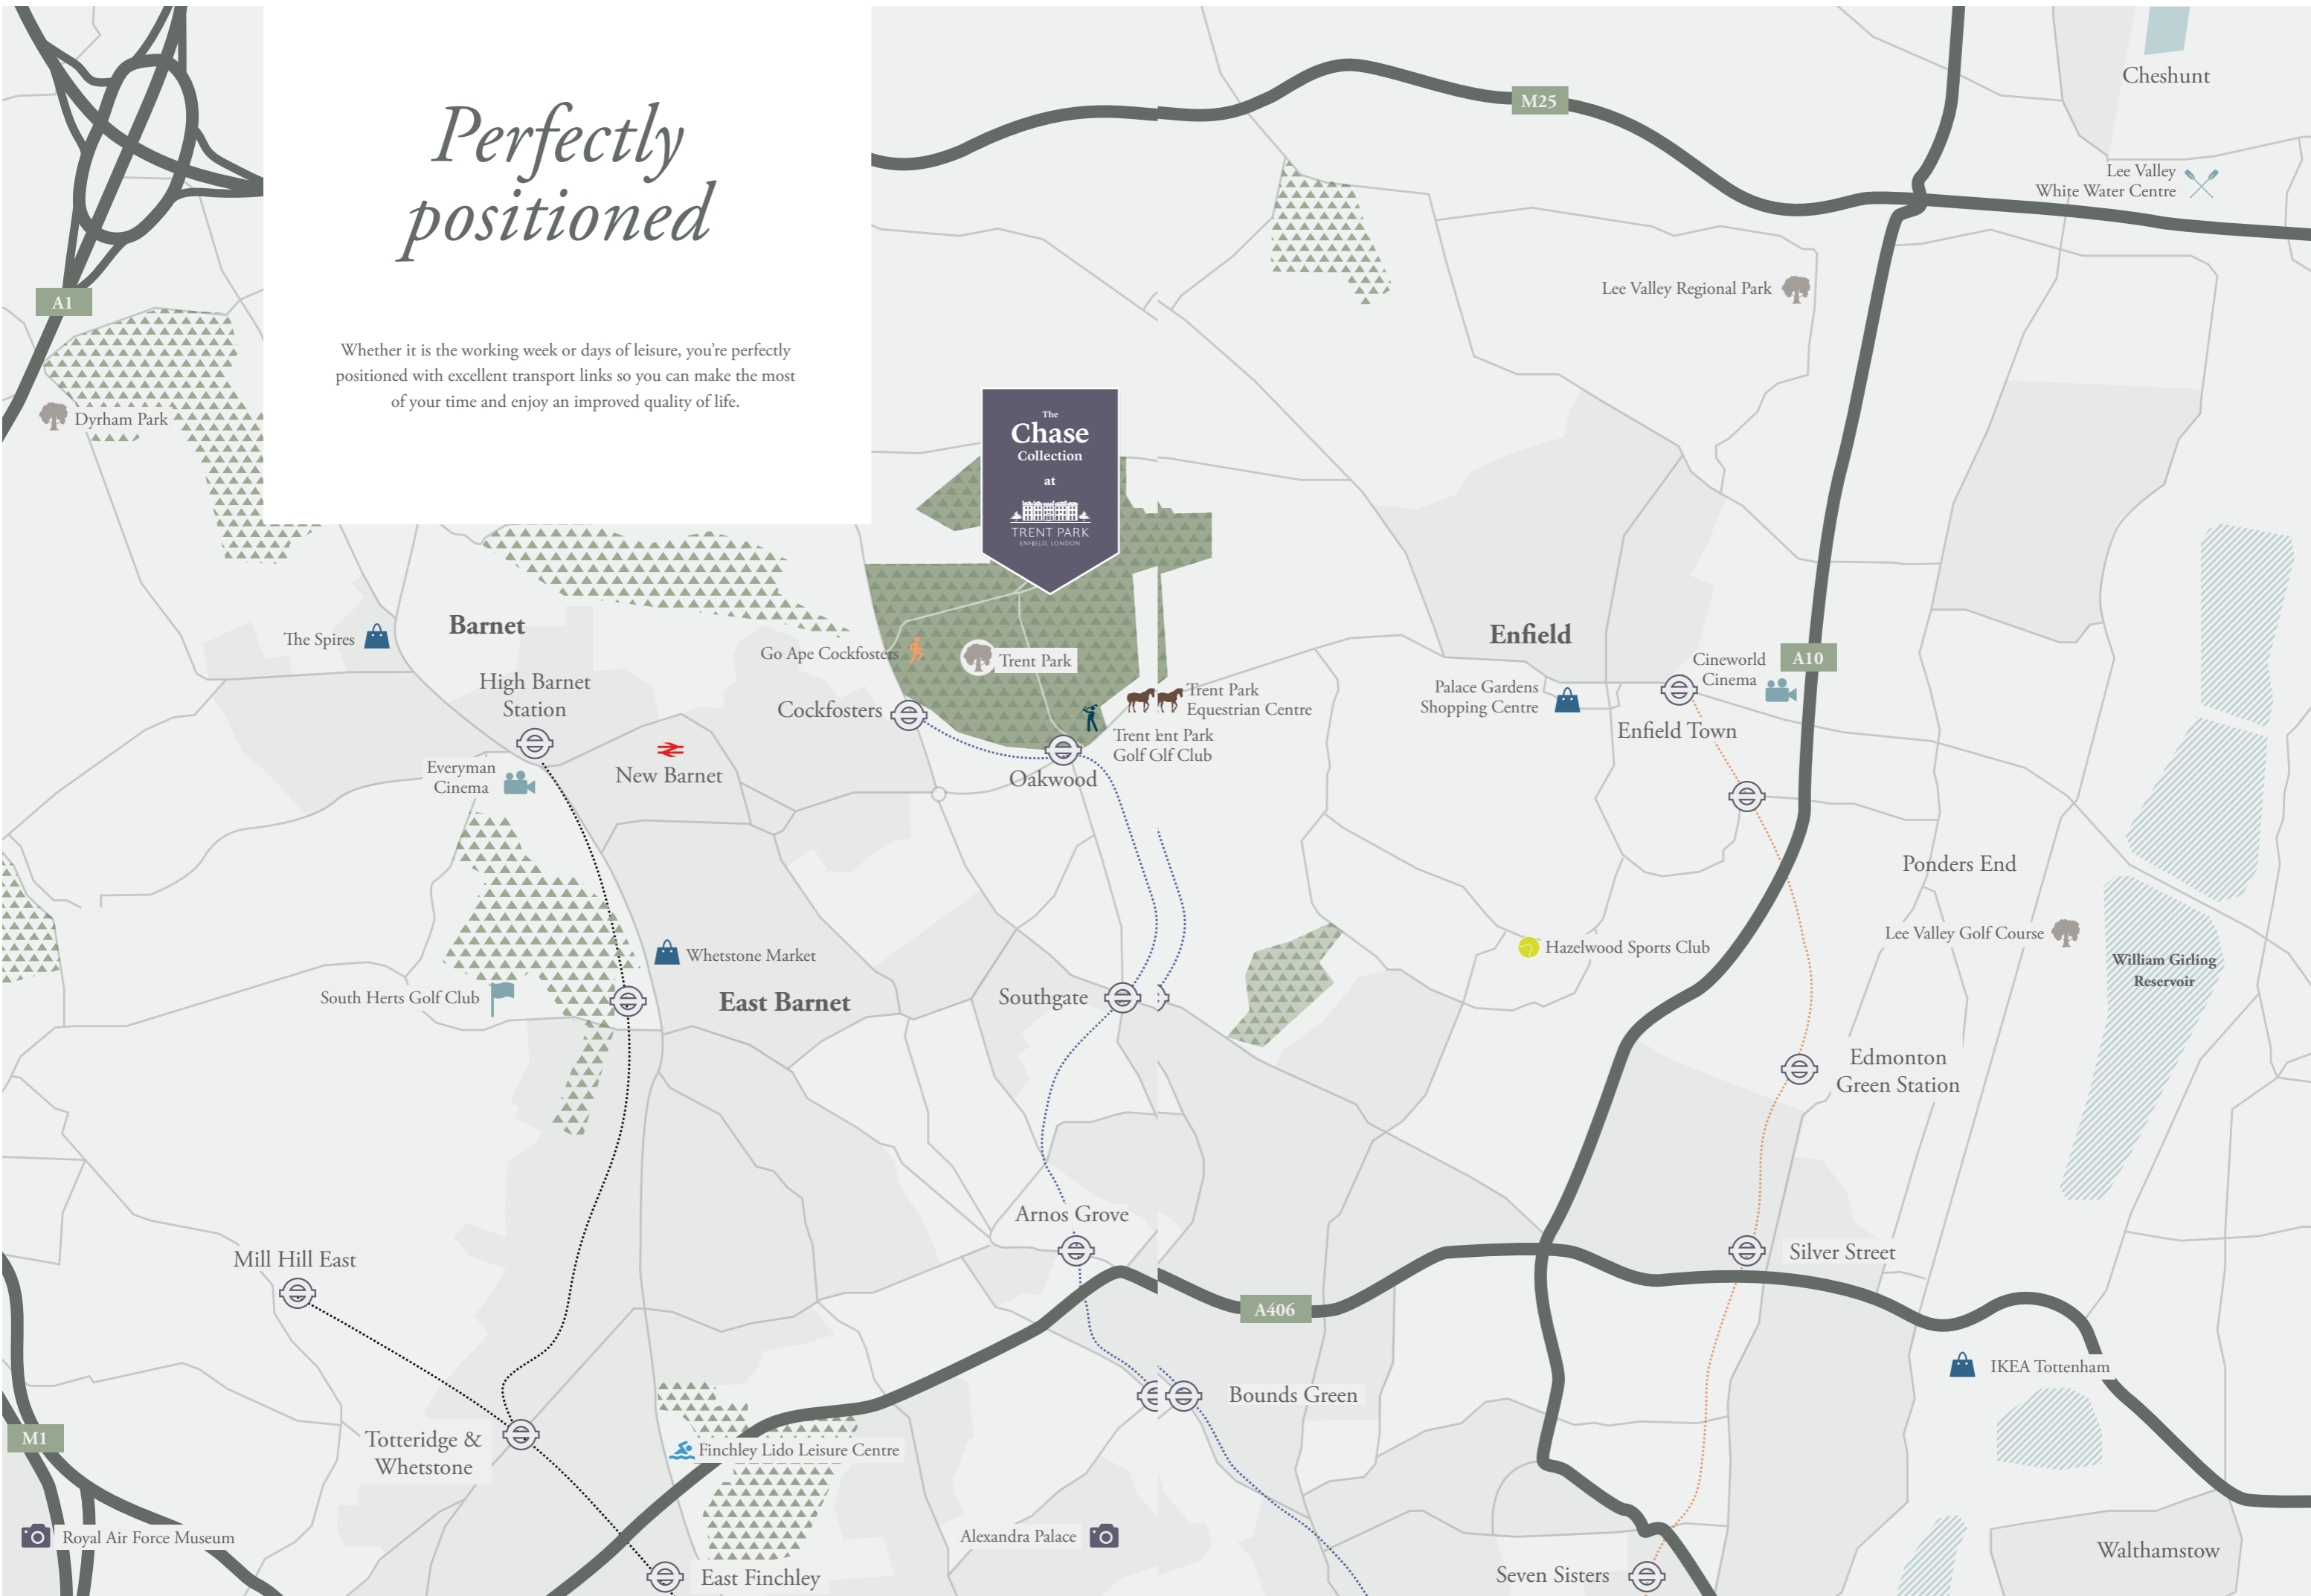 Perfectly
positioned
Whether it is the working week or days of leisure, you're perfectly
positioned with excellent transport links so you can make the most
of your time and enjoy an improved quality of life.
M25
Cheshunt
Lee Valley
White Water Centre
A1
Lee Valley Regional Park
Dyrham Park
The
Chase
Collection
at
TRENT PARK
ENFIELD, LONDON
The Spires
Barnet
Go Ape Cockfosters
Trent Park
Enfield
A10
Cineworld
Cinema
High Barnet
Station
Cockfosters
Trent Park
Equestrian Centre
Palace Gardens
Shopping Centre
Enfield Town
Trent ent Park
Golf Golf Club
Oakwood
Everyman
Cinema
New Barnet
Ponders End
Lee Valley Golf Course
William Girling
Reservoir
Whetstone Market
Hazelwood Sports Club
South Herts Golf Club
East Barnet
Southgate
Edmonton
Green Station
Arnos Grove
Mill Hill East
Silver Street
A406
IKEA Tottenham
Bounds Green
M1
Totteridge &
Whetstone
Finchley Lido Leisure Centre
Royal Air Force Museum
Alexandra Palace
Walthamstow
East Finchley
Seven Sisters